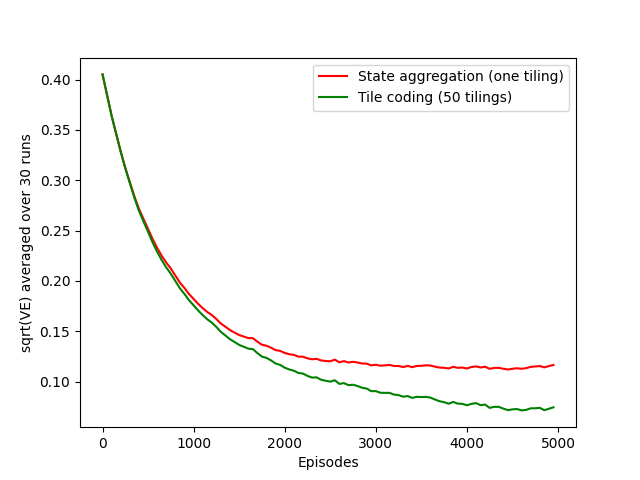 State aggregation (one tiling)
Tile coding (50 tilings)
sqrt(VE) averaged over 30 runs
0.40
0.35
0.30
0.25
0.20
0.15
0.10
0 1000 2000 3000 4000 5000
Episodes